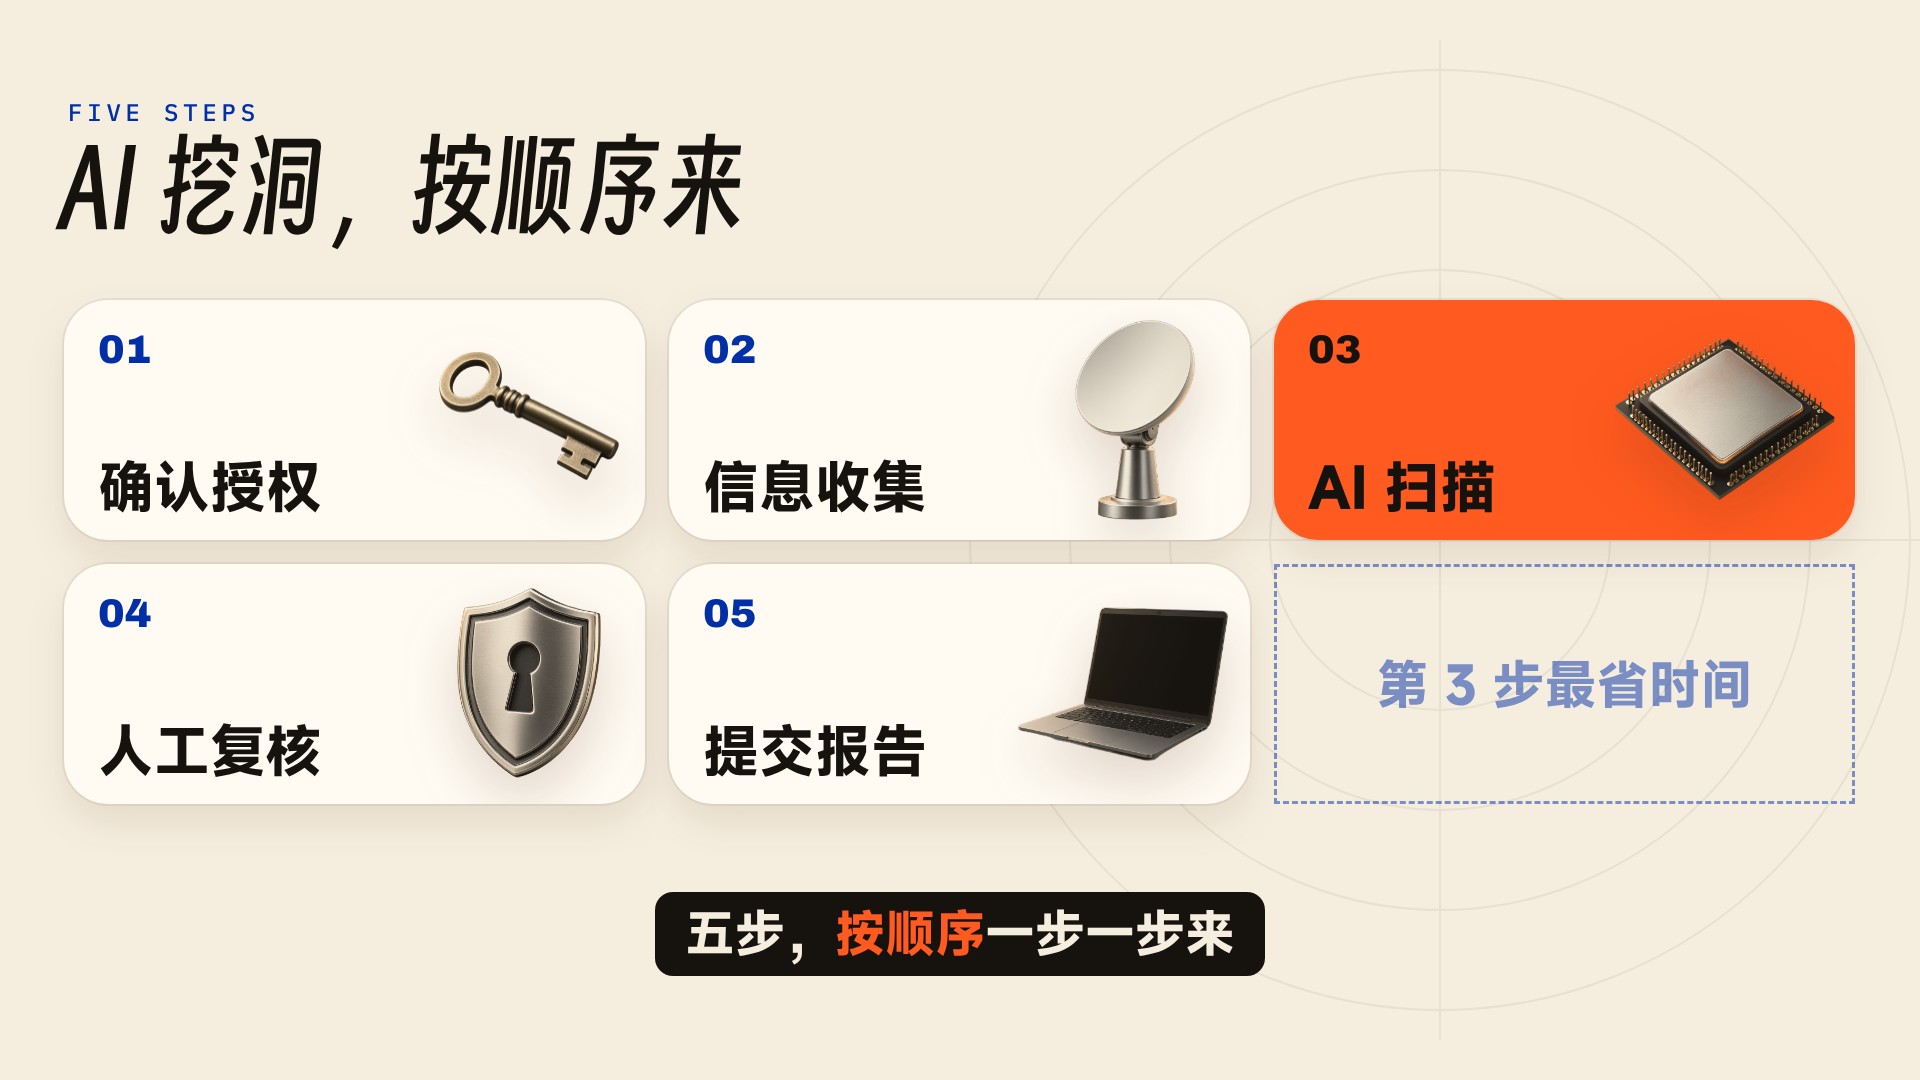 FIVE STEPS
AI 挖洞，按顺序来
01
确认授权
02
信息收集
03
AI 扫描
04
人工复核
05
提交报告
第 3 步最省时间
五步，按顺序一步一步来